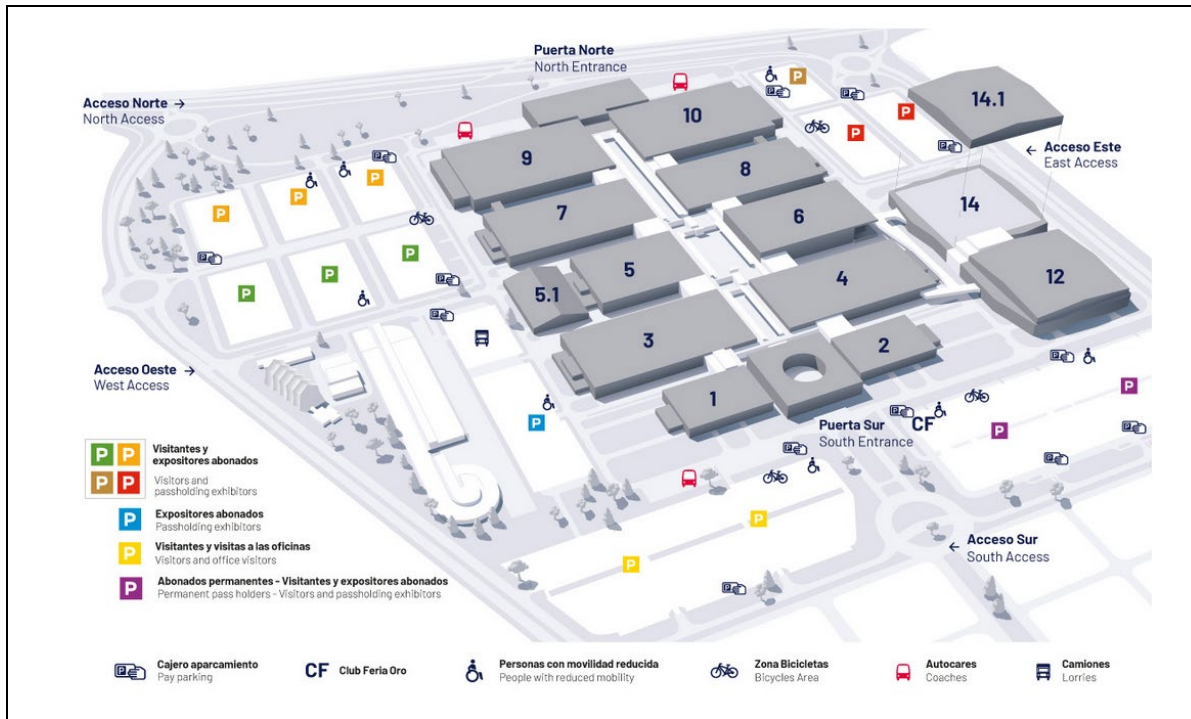 Puerta Norte
North Entrance
Acceso Norte →
North Access
10
14.1
9
Acceso Este
← East Access
8
7
14
6
5
12
5.1
4
3
2
Acceso Oeste →
West Access
1
Puerta Sur
South Entrance
CF
P
P
P
P
P
P
P
P
P
P
P
P
P
P
Acceso Sur
← South Access
P P
P P
Visitantes y
expositores abonados
Visitors and
passholding exhibitors
P
Expositores abonados
Passholding exhibitors
P
Visitantes y visitas a las oficinas
Visitors and office visitors
P
Abonados permanentes - Visitantes y expositores abonados
Permanent pass holders - Visitors and passholding exhibitors
Cajero aparcamiento
Pay parking
CF Club Feria Oro
Personas con movilidad reducida
People with reduced mobility
Zona Bicicletas
Bicycles Area
Autocares
Coaches
Camiones
Lorries